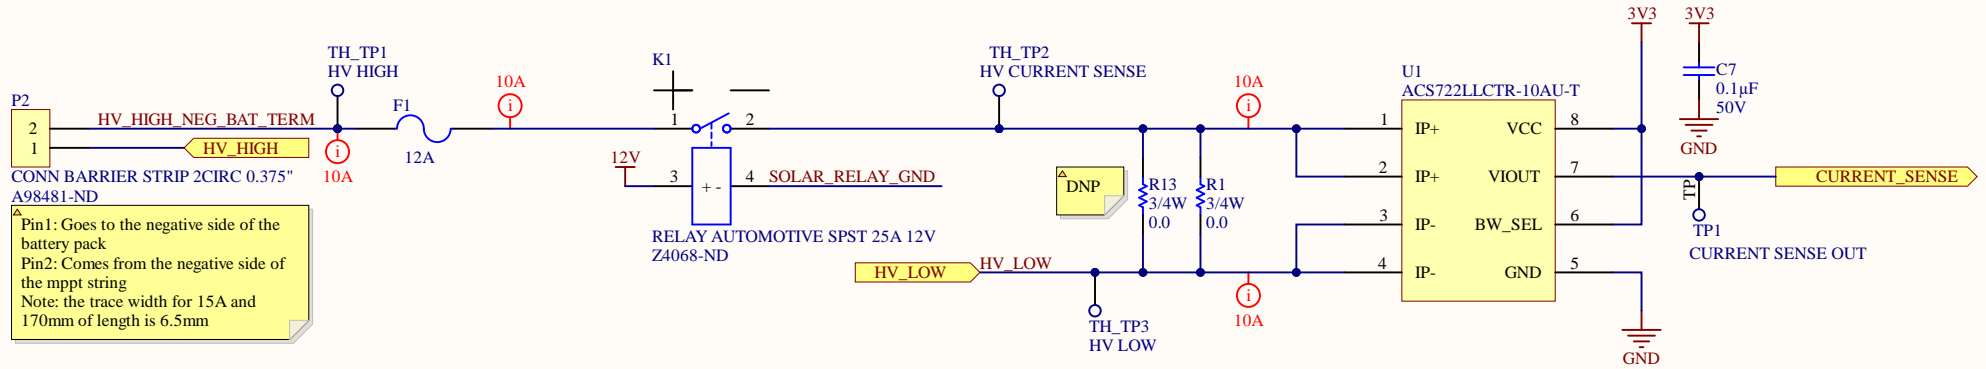 P2
2
1
HV_HIGH_NEG_BAT_TERM
HV_HIGH
CONN BARRIER STRIP 2CIRC 0.375"
A98481-ND
Pin1: Goes to the negative side of the
battery pack
Pin2: Comes from the negative side of
the mppt string
Note: the trace width for 15A and
170mm of length is 6.5mm
TH_TP1
HV HIGH
i
10A
F1
12A
10A
i
K1
1
2
12V
3
+ -
4
SOLAR_RELAY_GND
RELAY AUTOMOTIVE SPST 25A 12V
Z4068-ND
TH_TP2
HV CURRENT SENSE
HV_LOW
HV_LOW
TH_TP3
HV LOW
DNP
R13
3/4W
0.0
R1
3/4W
0.0
10A
i
i
10A
U1
ACS722LLCTR-10AU-T
1
IP+
2
IP+
3
IP-
4
IP-
VCC
8
VIOUT
7
BW_SEL
6
GND
5
3V3
3V3
C7
0.1µF
50V
GND
CURRENT_SENSE
TP
TP1
CURRENT SENSE OUT
GND